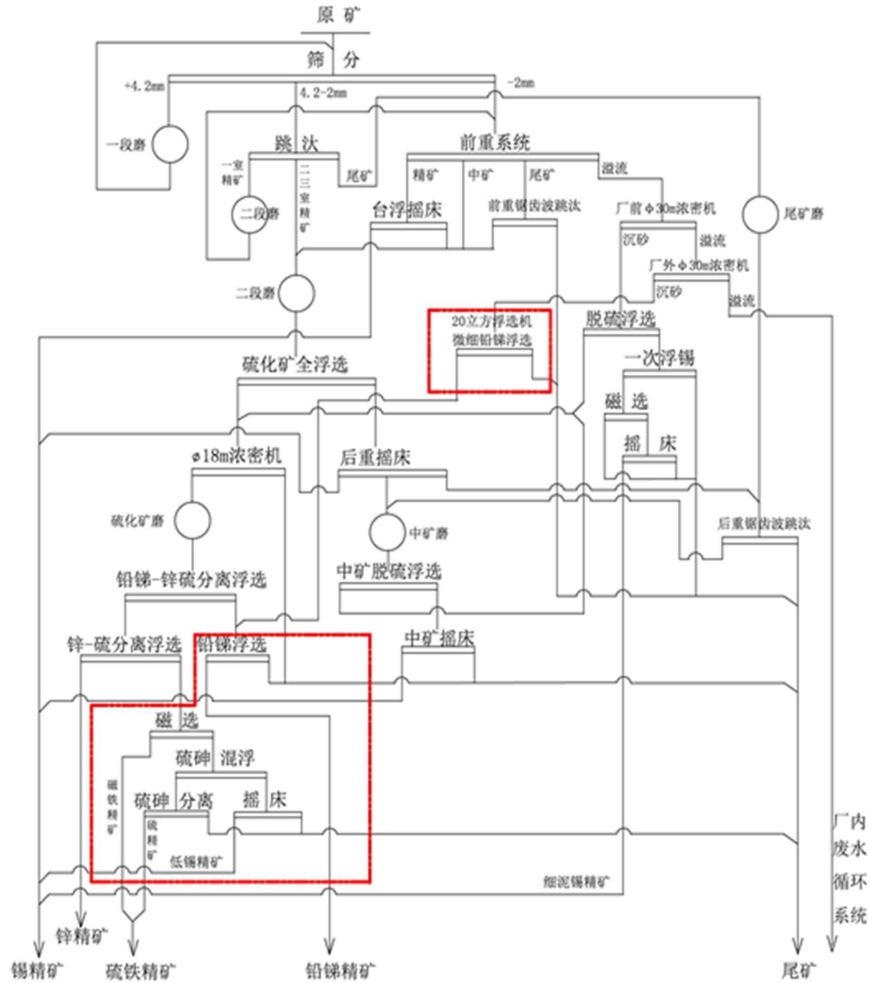 原 矿
筛 分
+4.2mm
4.2-2mm
-2mm
一段磨
跳 汰
前重系统
一室
精矿
二三室精矿
尾矿
精矿
中矿
尾矿
溢流
二段磨
台浮摇床
前重锯齿波跳汰
厂前φ30m浓密机
尾矿磨
沉砂
溢流
厂外φ30m浓密机
二段磨
沉砂
溢流
20立方浮选机
微细铅锑浮选
脱硫浮选
硫化矿全浮选
一次浮锡
磁 选
摇 床
ø18m浓密机
后重摇床
硫化矿磨
中矿磨
后重锯齿波跳汰
铅锑-锌硫分离浮选
中矿脱硫浮选
锌-硫分离浮选
铅锑浮选
中矿摇床
磁 选
硫砷 混浮
磁铁精矿
硫砷 分离
摇 床
硫精矿
低锡精矿
细泥锡精矿
厂内
废水
循环
系统
锌精矿
锡精矿
硫铁精矿
铅锑精矿
尾矿